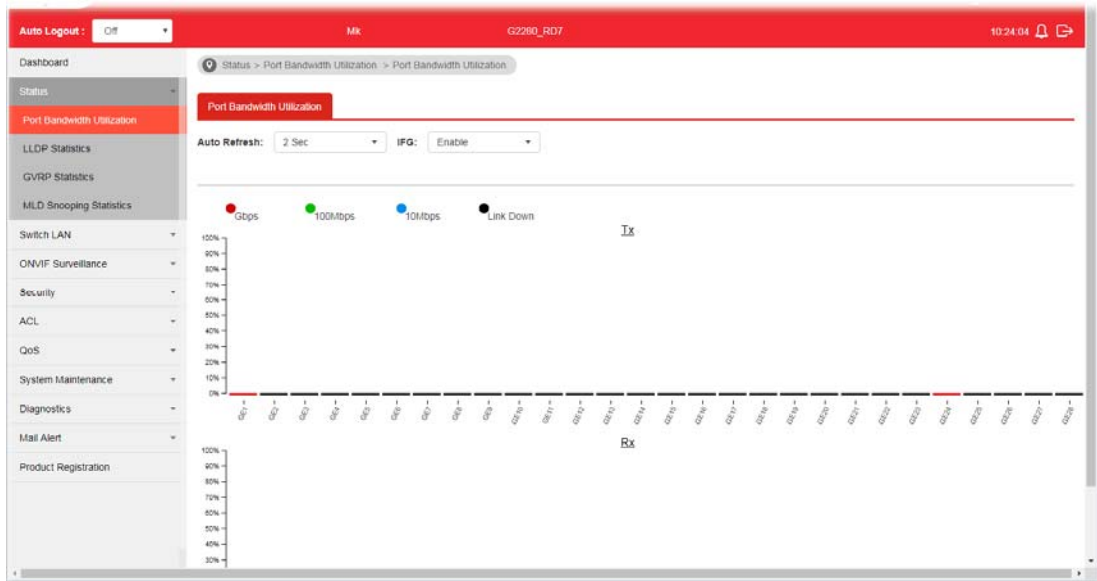 Auto Logout : Off Mk G2280_RD7 10:24:04
Dashboard
Status > Port Bandwidth Utilization > Port Bandwidth Utilization
Status
Port Bandwidth Utilization
Port Bandwidth Utilization
LLDP Statistics
Auto Refresh: 2 Sec IFG: Enable
GVRP Statistics
MLD Snooping Statistics
Switch LAN
ONVIF Surveillance
Security
ACL
QoS
System Maintenance
Diagnostics
Mail Alert
Product Registration
Gbps 100Mbps 10Mbps Link Down
Tx
100%
90%
80%
70%
60%
50%
40%
30%
20%
10%
0%
GE1 GE2 GE3 GE4 GE5 GE6 GE7 GE8 GE9 GE10 GE11 GE12 GE13 GE14 GE15 GE16 GE17 GE18 GE19 GE20 GE21 GE22 GE23 GE24 GE25 GE26 GE27 GE28
Rx
100%
90%
80%
70%
60%
50%
40%
30%